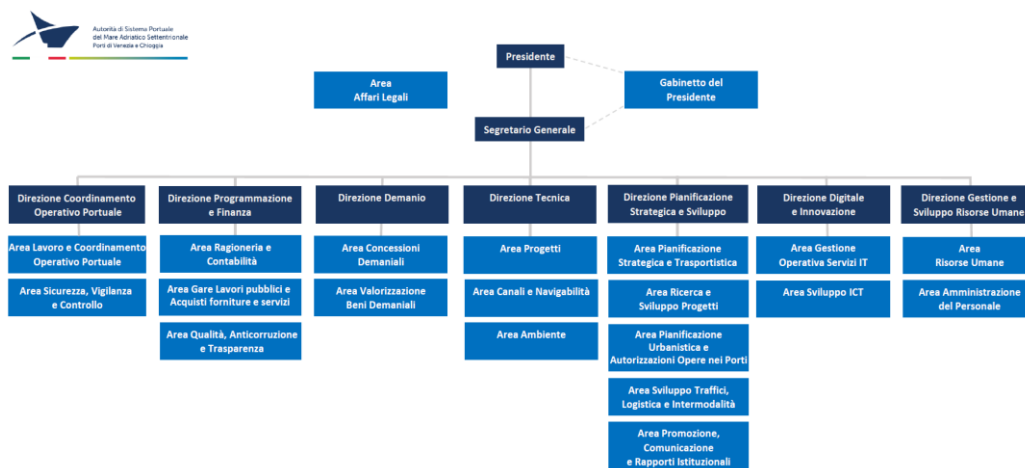 Autorità di Sistema Portuale
del Mare Adriatico Settentrionale
Porti di Venezia e Chioggia
Presidente
Area
Affari Legali
Gabinetto del
Presidente
Segretario Generale
Direzione Coordinamento
Operativo Portuale
Direzione Programmazione
e Finanza
Direzione Demanio
Direzione Tecnica
Direzione Pianificazione
Strategica e Sviluppo
Direzione Digitale
e Innovazione
Direzione Gestione e
Sviluppo Risorse Umane
Area Lavoro e Coordinamento
Operativo Portuale
Area Ragioneria e
Contabilità
Area Concessioni
Demaniali
Area Progetti
Area Pianificazione
Strategica e Trasportistica
Area Gestione
Operativa Servizi IT
Area
Risorse Umane
Area Sicurezza, Vigilanza
e Controllo
Area Gare Lavori pubblici e
Acquisti forniture e servizi
Area Valorizzazione
Beni Demaniali
Area Canali e Navigabilità
Area Ricerca e
Sviluppo Progetti
Area Sviluppo ICT
Area Amministrazione
del Personale
Area Qualità, Anticorruzione
e Trasparenza
Area Ambiente
Area Pianificazione
Urbanistica e
Autorizzazioni Opere nei Porti
Area Sviluppo Traffici,
Logistica e Intermodalità
Area Promozione,
Comunicazione
e Rapporti Istituzionali